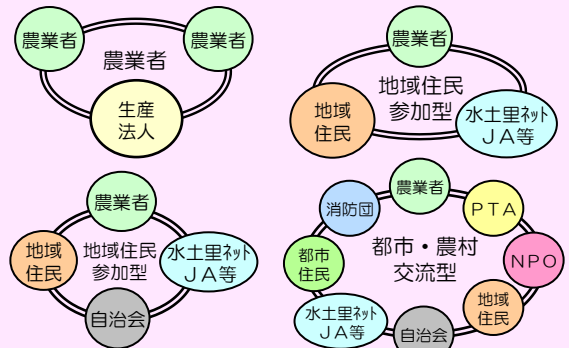 農業者
農業者
農業者
生産
法人
農業者
地域住民
参加型
地域
住民
水土里ネット
ＪＡ等
農業者
地域
住民
地域住民
参加型
水土里ネット
ＪＡ等
自治会
農業者
消防団
ＰＴＡ
都市
住民
都市・農村
交流型
ＮＰＯ
水土里ネット
ＪＡ等
地域
住民
自治会